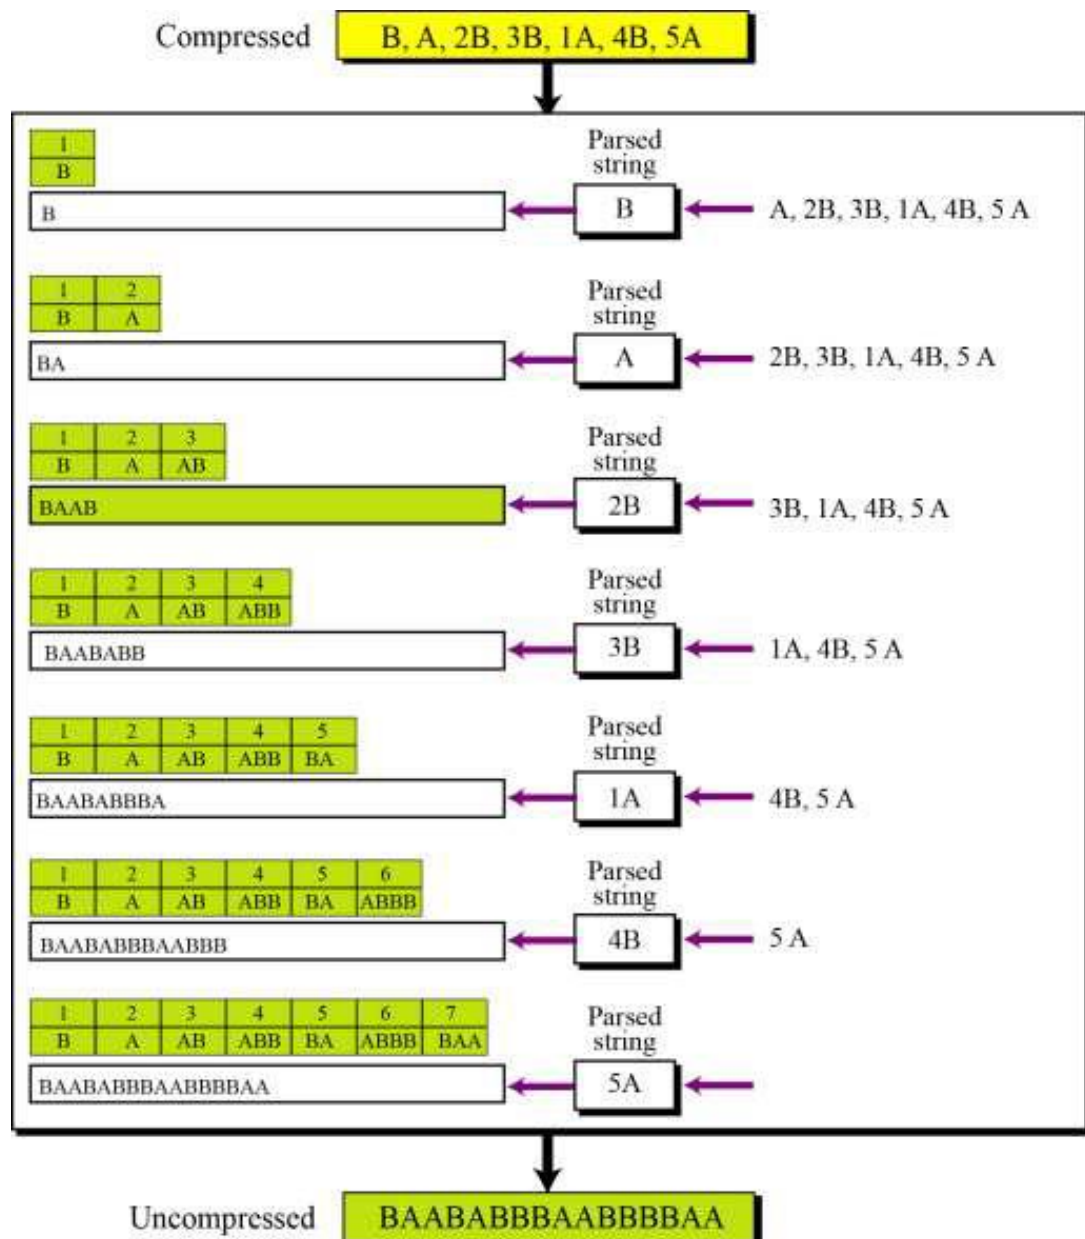 Compressed B, A, 2B, 3B, 1A, 4B, 5A
1
B
Parsed
string
B
B
A, 2B, 3B, 1A, 4B, 5 A
1 2
B A
Parsed
string
BA
A
2B, 3B, 1A, 4B, 5 A
1 2 3
B A AB
Parsed
string
BAAB
2B
3B, 1A, 4B, 5 A
1 2 3 4
B A AB ABB
Parsed
string
BAABABB
3B
1A, 4B, 5 A
1 2 3 4 5
B A AB ABB BA
Parsed
string
BAABABBBA
1A
4B, 5 A
1 2 3 4 5 6
B A AB ABB BA ABBB
Parsed
string
BAABABBBAABBB
4B
5 A
1 2 3 4 5 6 7
B A AB ABB BA ABBB BAA
Parsed
string
BAABABBBAABBBBAA
5A
Uncompressed BAABABBBAABBBBAA